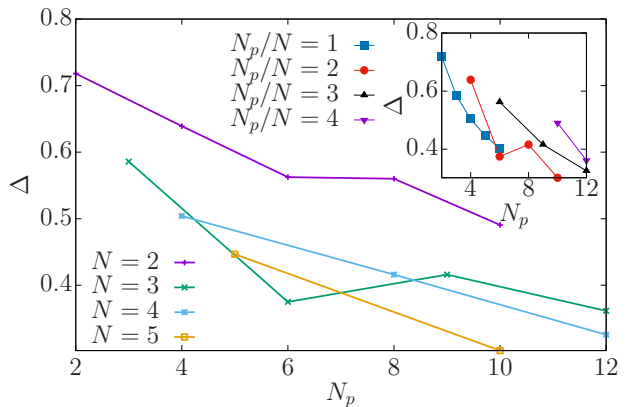 0.8
0.7
0.6
0.5
0.4
Δ
2
4
6
8
10
12
N_p
N = 2
N = 3
N = 4
N = 5
N_p/N = 1
N_p/N = 2
N_p/N = 3
N_p/N = 4
0.8
0.6
0.4
Δ
4
8
12
N_p